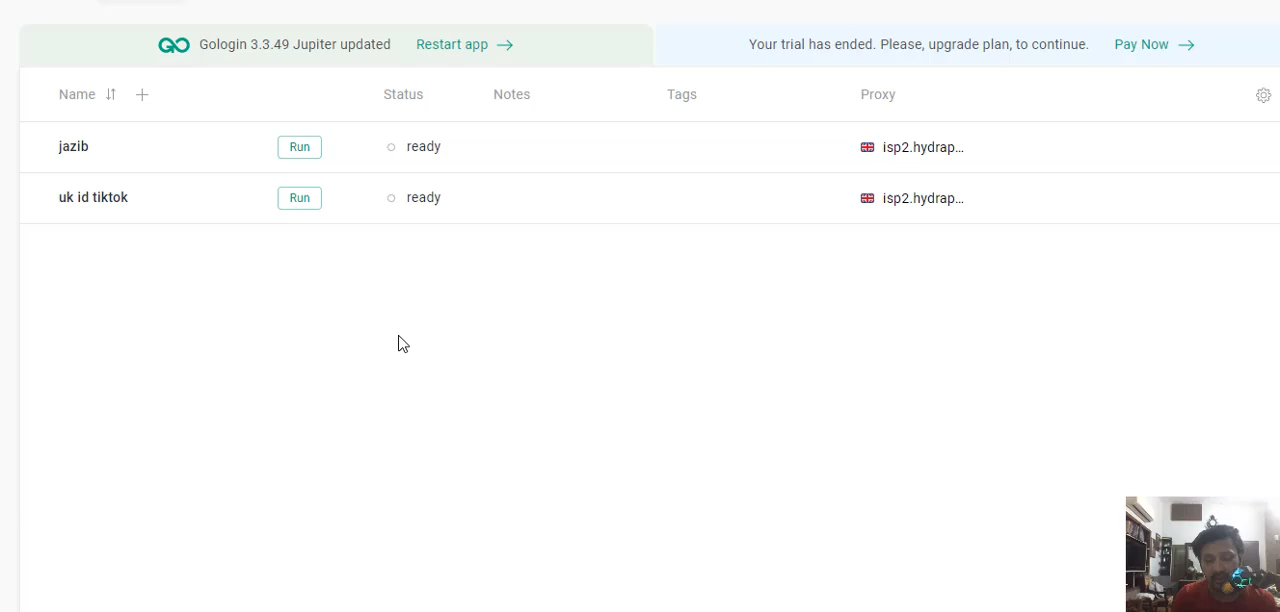 Gologin 3.3.49 Jupiter updated Restart app
Your trial has ended. Please, upgrade plan, to continue. Pay Now
Name Status Notes Tags Proxy
jazib Run ready isp2.hydrap...
uk id tiktok Run ready isp2.hydrap...